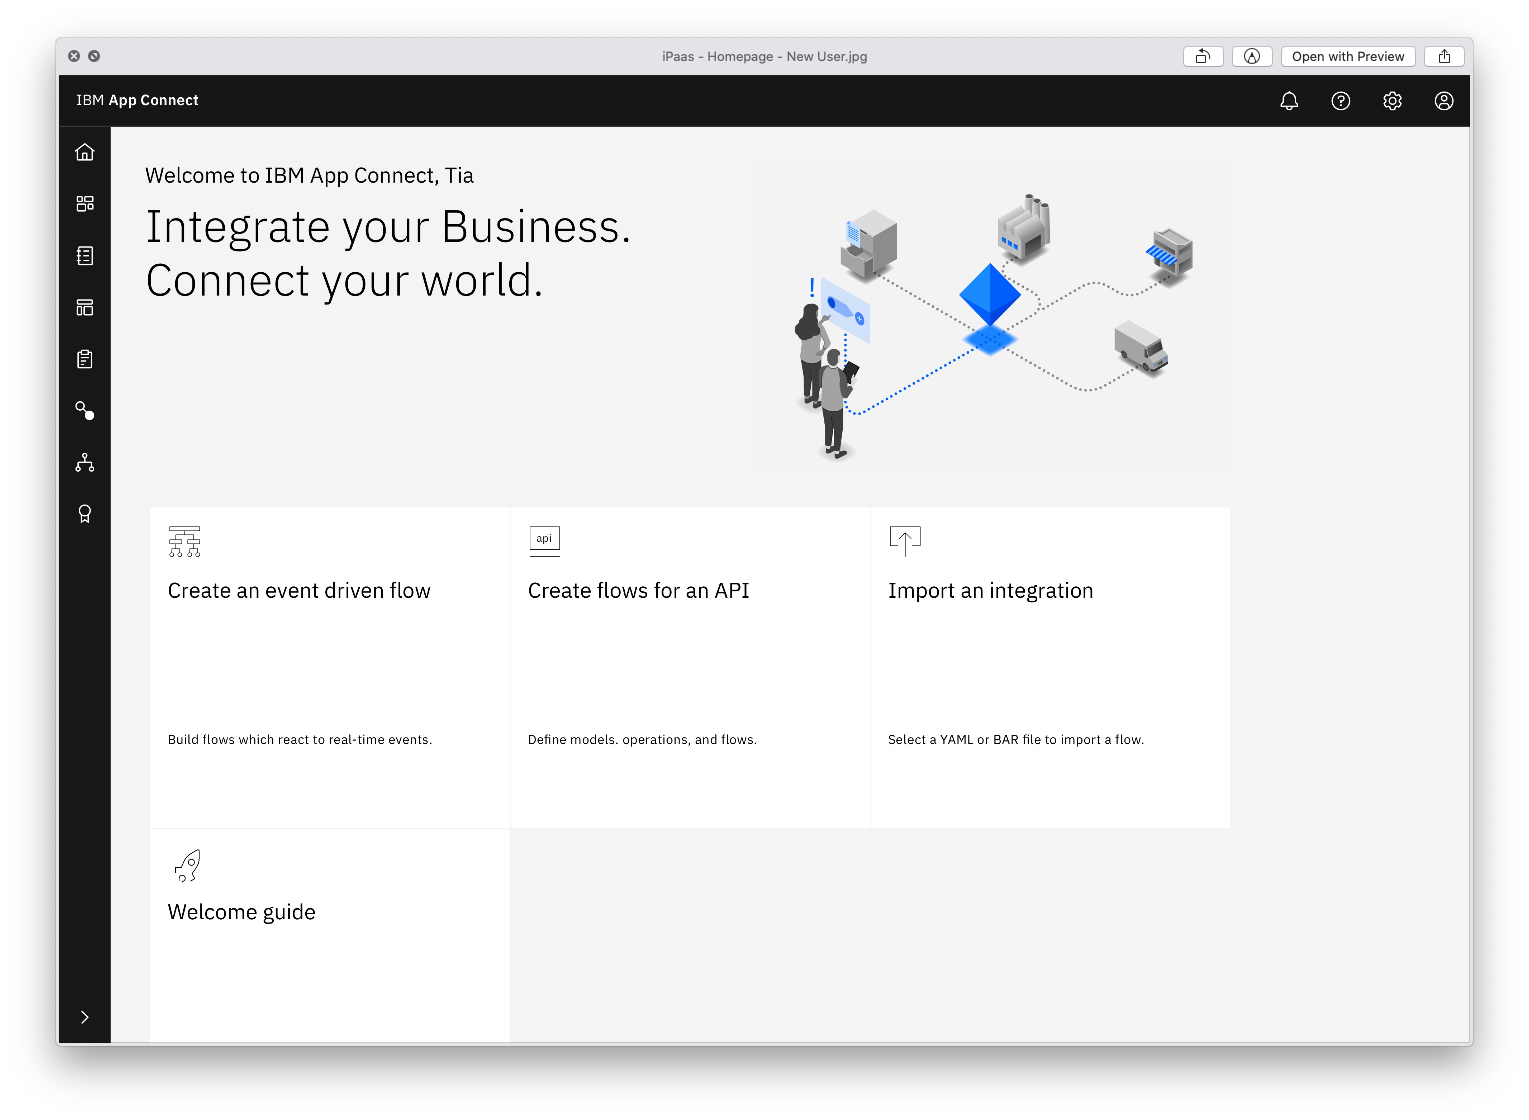 iPaas - Homepage - New User.jpg
Open with Preview
IBM App Connect
Welcome to IBM App Connect, Tia
Integrate your Business.
Connect your world.
!
Create an event driven flow
Build flows which react to real-time events.
api
Create flows for an API
Define models. operations, and flows.
Import an integration
Select a YAML or BAR file to import a flow.
Welcome guide